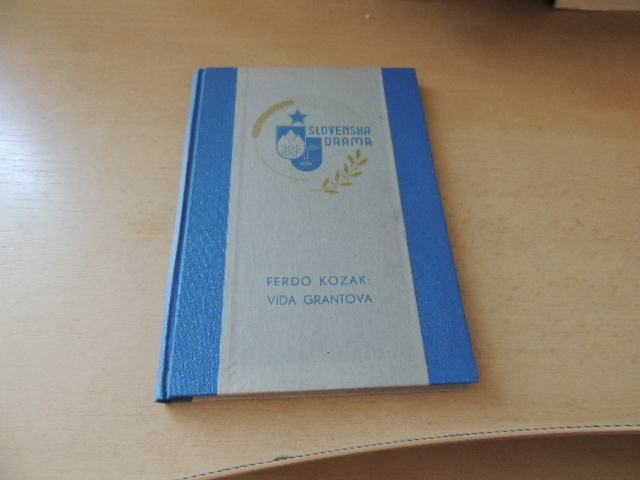 SLOVENSKA
DRAMA
FERDO KOZAK:
VIDA GRANTOVA